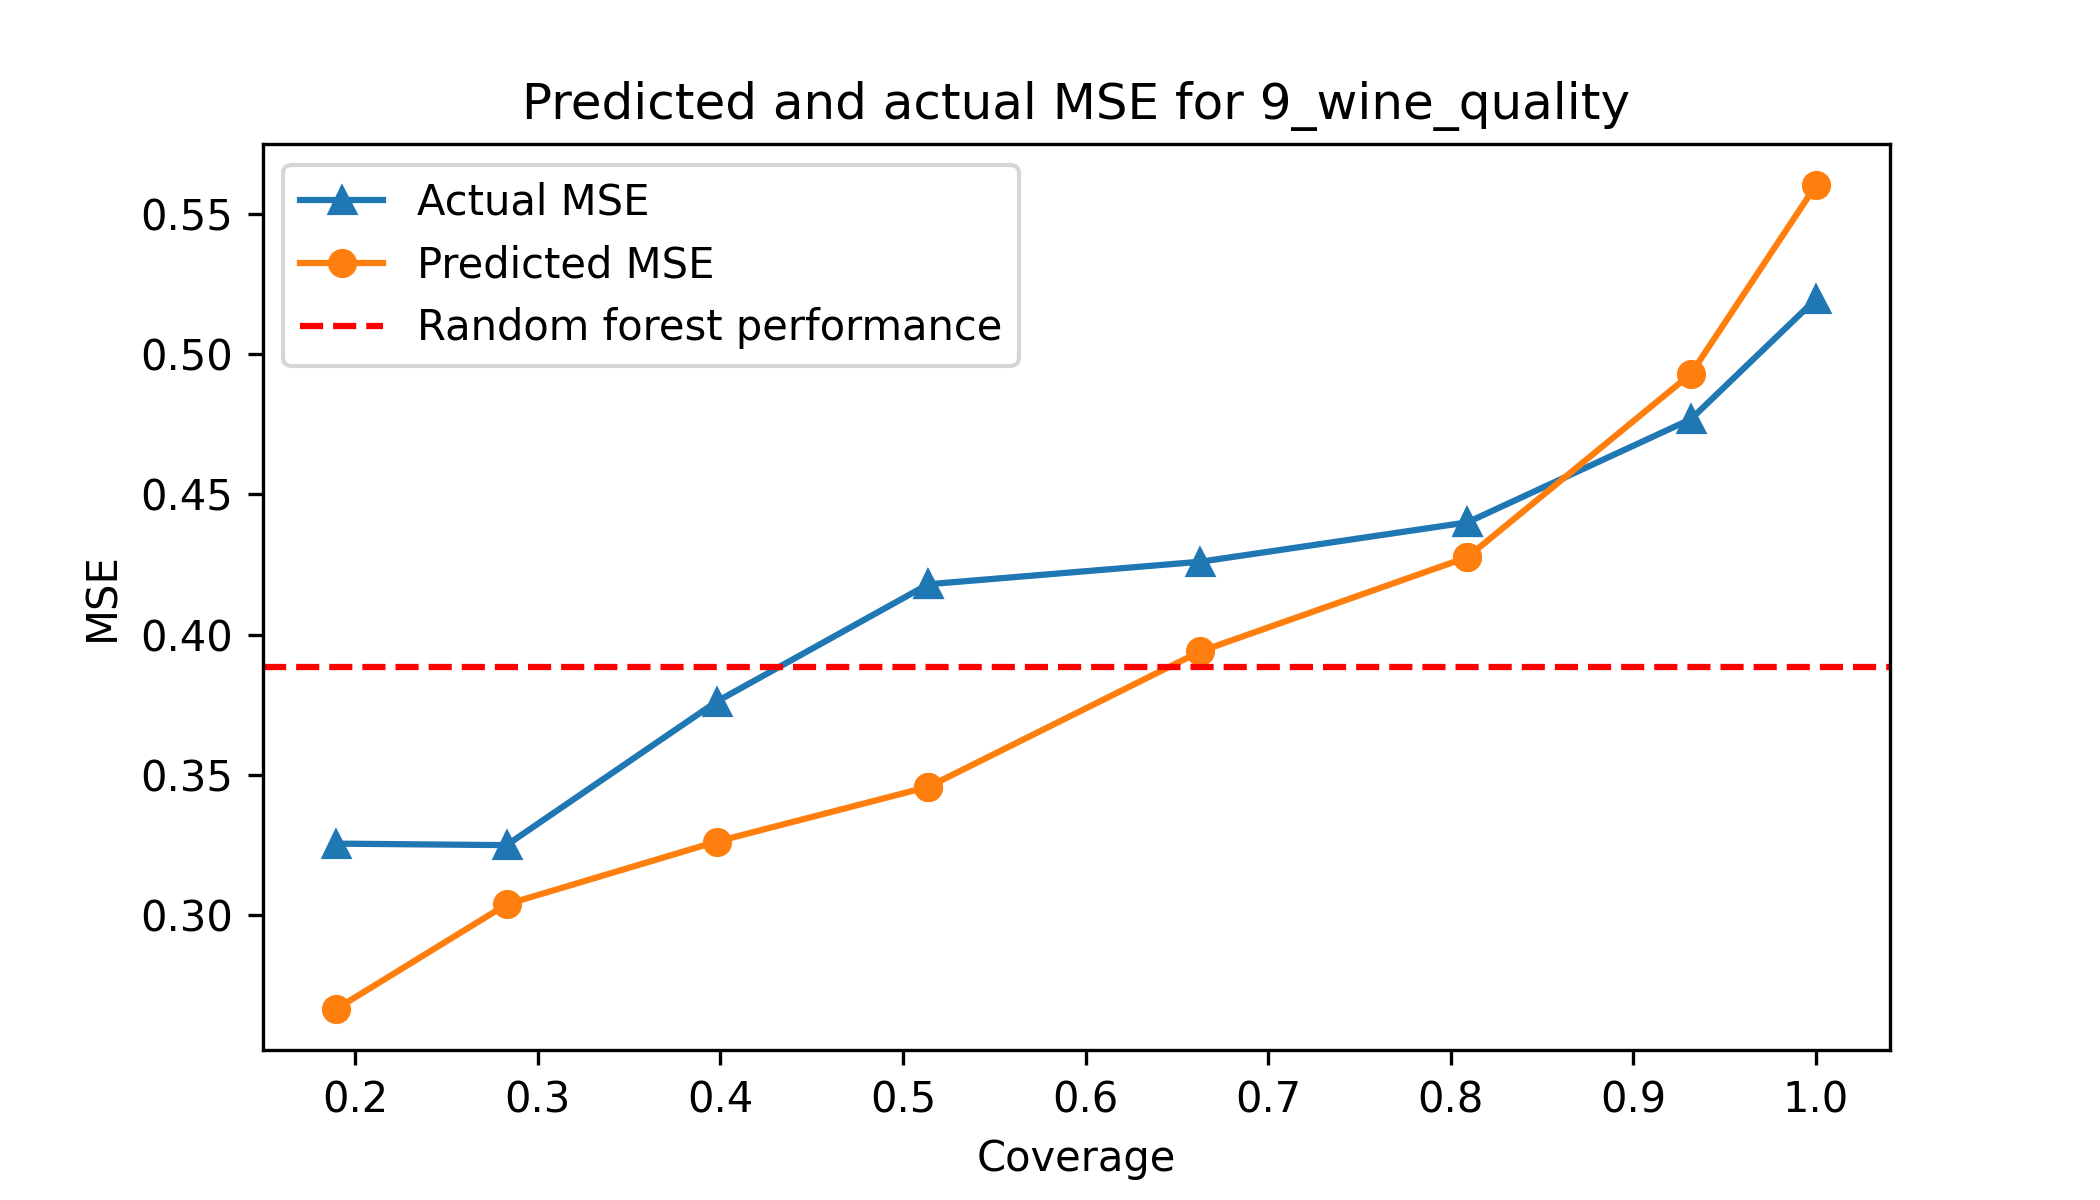 Predicted and actual MSE for 9_wine_quality
Actual MSE
Predicted MSE
Random forest performance
MSE
0.55
0.50
0.45
0.40
0.35
0.30
0.2 0.3 0.4 0.5 0.6 0.7 0.8 0.9 1.0
Coverage